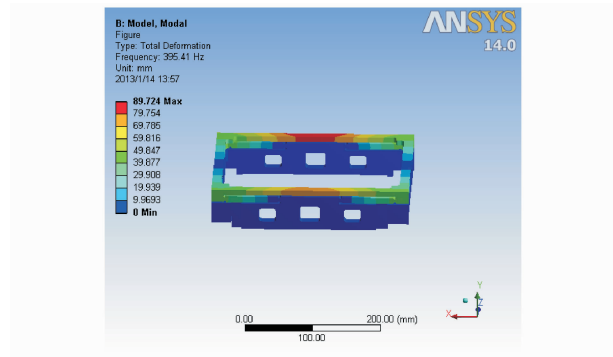 B: Model, Modal
Figure
Type: Total Deformation
Frequency: 395.41 Hz
Unit: mm
2013/1/14 13:57
ANSYS
14.0
89.724 Max
79.754
69.785
59.816
49.847
39.877
29.908
19.939
9.9693
0 Min
Y
Z
X
0.00
200.00 (mm)
100.00